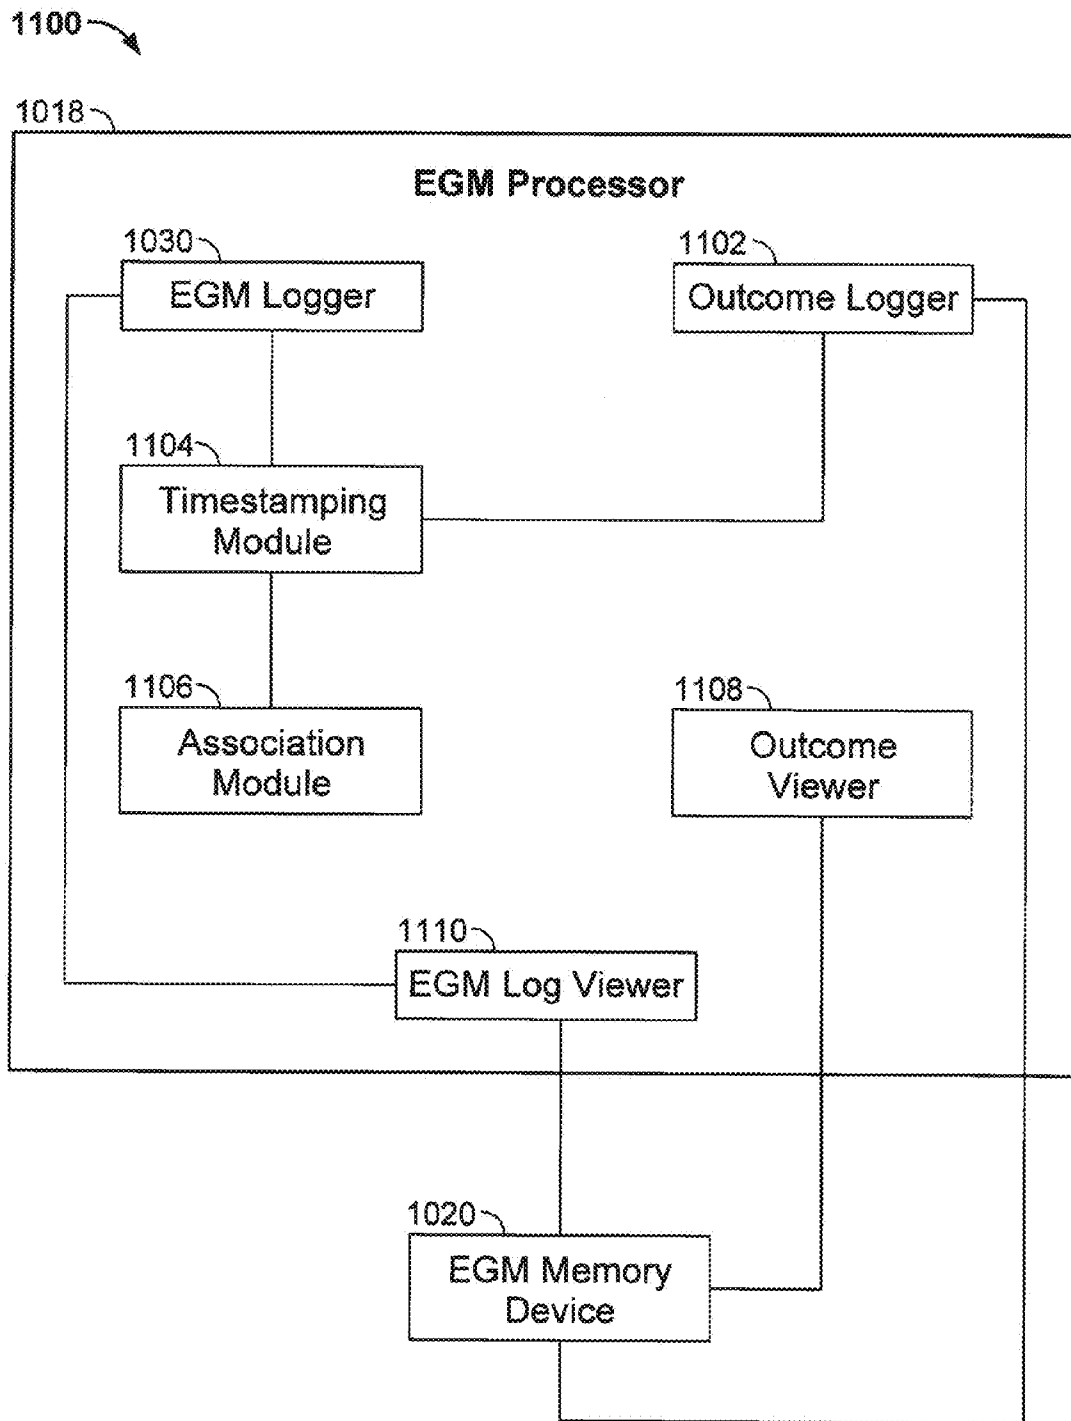 1100
1018
EGM Processor
1030
EGM Logger
1102
Outcome Logger
1104
Timestamping
Module
1106
Association
Module
1108
Outcome
Viewer
1110
EGM Log Viewer
1020
EGM Memory
Device